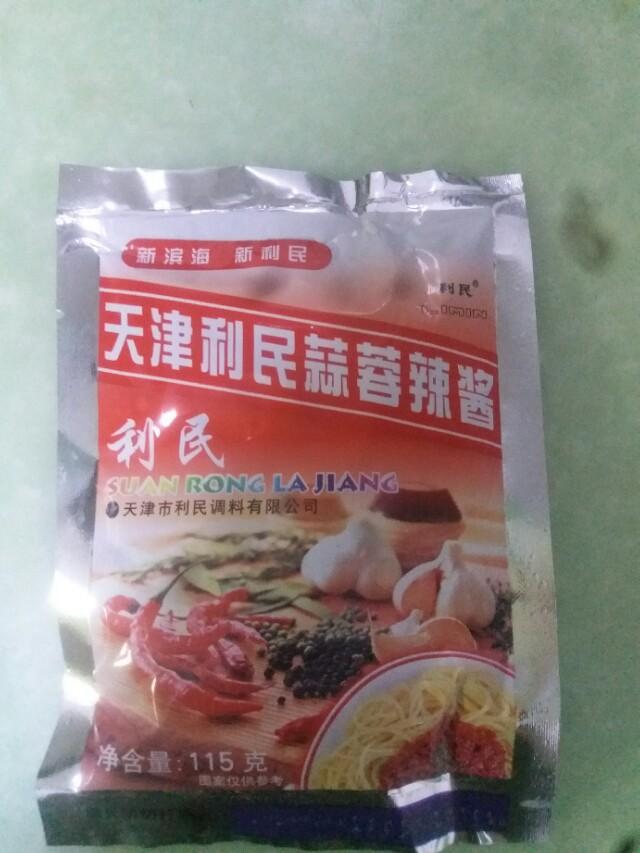 新滨海 新利民
利民®
天津利民蒜蓉辣酱
利民
SUAN RONG LA JIANG
天津市利民调料有限公司
净含量:115克
图案仅供参考